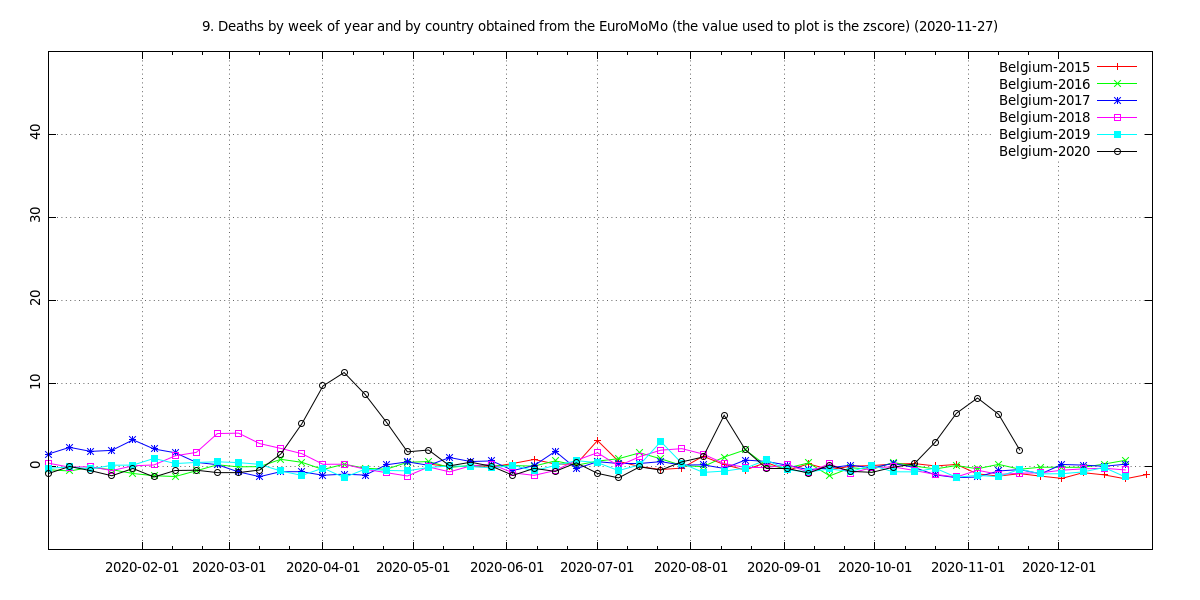 9. Deaths by week of year and by country obtained from the EuroMoMo (the value used to plot is the zscore) (2020-11-27)
Belgium-2015
Belgium-2016
Belgium-2017
Belgium-2018
Belgium-2019
Belgium-2020
40
30
20
10
0
2020-02-01 2020-03-01 2020-04-01 2020-05-01 2020-06-01 2020-07-01 2020-08-01 2020-09-01 2020-10-01 2020-11-01 2020-12-01